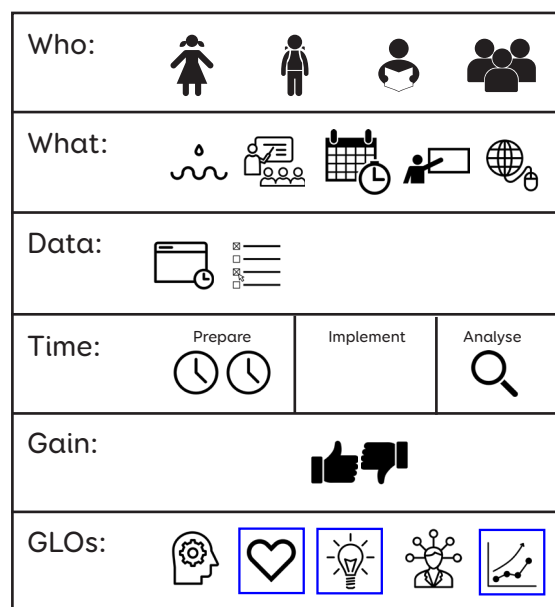 Who:
What:
Data:
Time:
Prepare
Implement
Analyse
Gain:
GLOs: